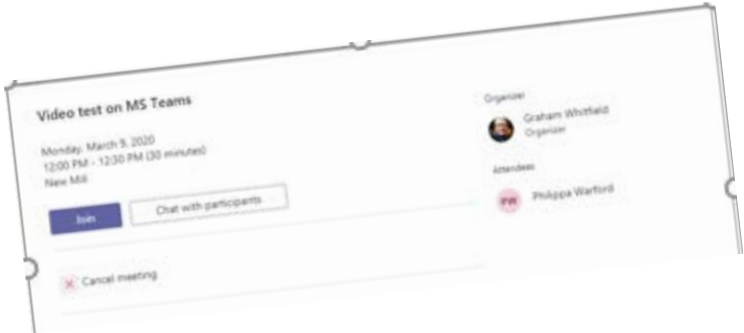 Video test on MS Teams
Monday, March 9, 2020
12:00 PM - 12:30 PM (30 minutes)
New Mill
Join
Chat with participants
Cancel meeting
Organizer
Graham Whitfield
Organizer
Attendees
PW
Philippa Warford